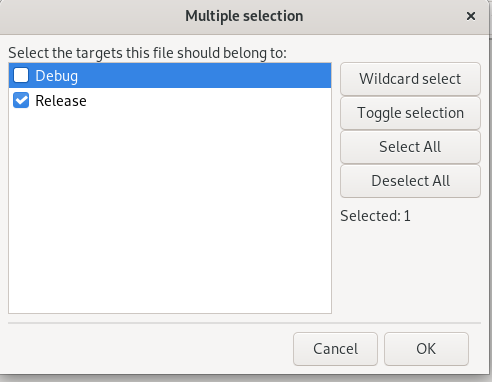 Multiple selection
Select the targets this file should belong to:
Debug
Release
Wildcard select
Toggle selection
Select All
Deselect All
Selected: 1
Cancel
OK